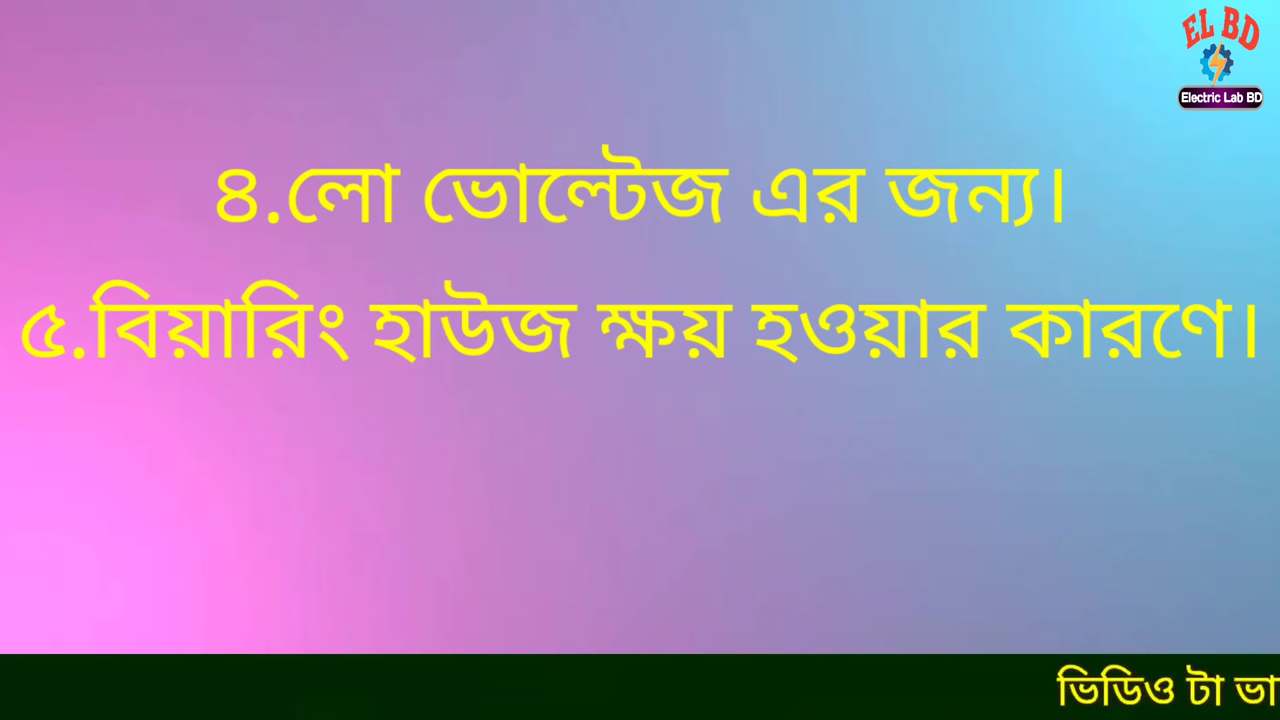 EL BD
Electric Lab BD
৪.লো ভোল্টেজ এর জন্য।
৫.বিয়ারিং হাউজ ক্ষয় হওয়ার কারণে।
ভিডিও টা ভা